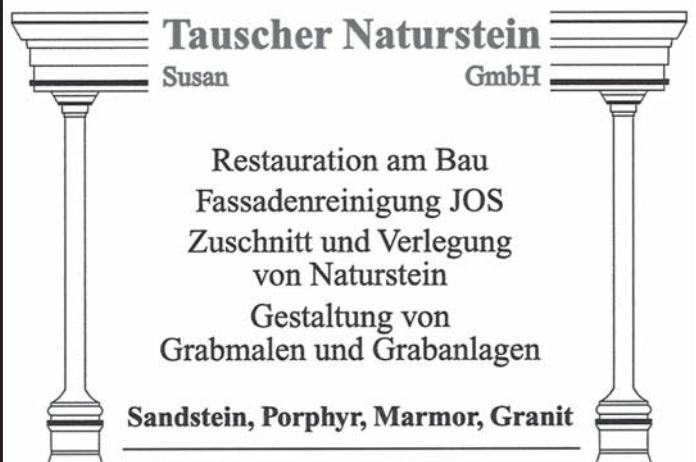 Tauscher Naturstein
Susan GmbH
Restauration am Bau
Fassadenreinigung JOS
Zuschnitt und Verlegung
von Naturstein
Gestaltung von
Grabmalen und Grabanlagen
Sandstein, Porphyr, Marmor, Granit